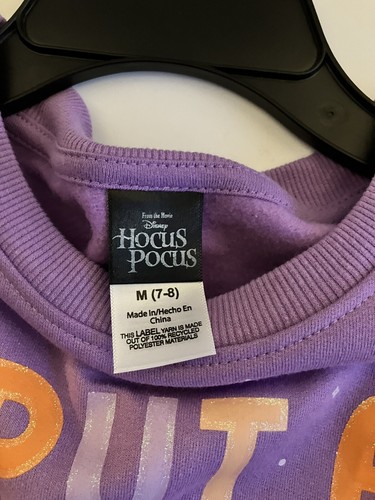 From the Movie
Disney
HOCUS
POCUS
M (7-8)
Made In/Hecho En
China
THIS LABEL YARN IS MADE
OUT OF 100% RECYCLED
POLYESTER MATERIALS
PUT A